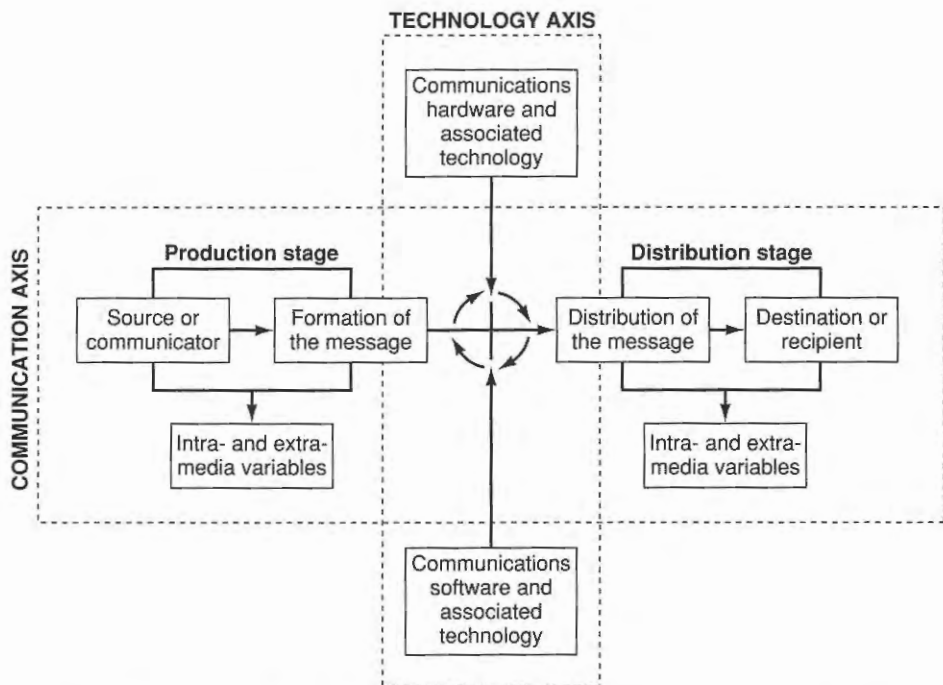 TECHNOLOGY AXIS
Communications
hardware and
associated
technology
COMMUNICATION AXIS
Production stage
Source or
communicator
Formation of
the message
Intra- and extra-
media variables
Distribution stage
Distribution of
the message
Destination or
recipient
Intra- and extra-
media variables
Communications
software and
associated
technology